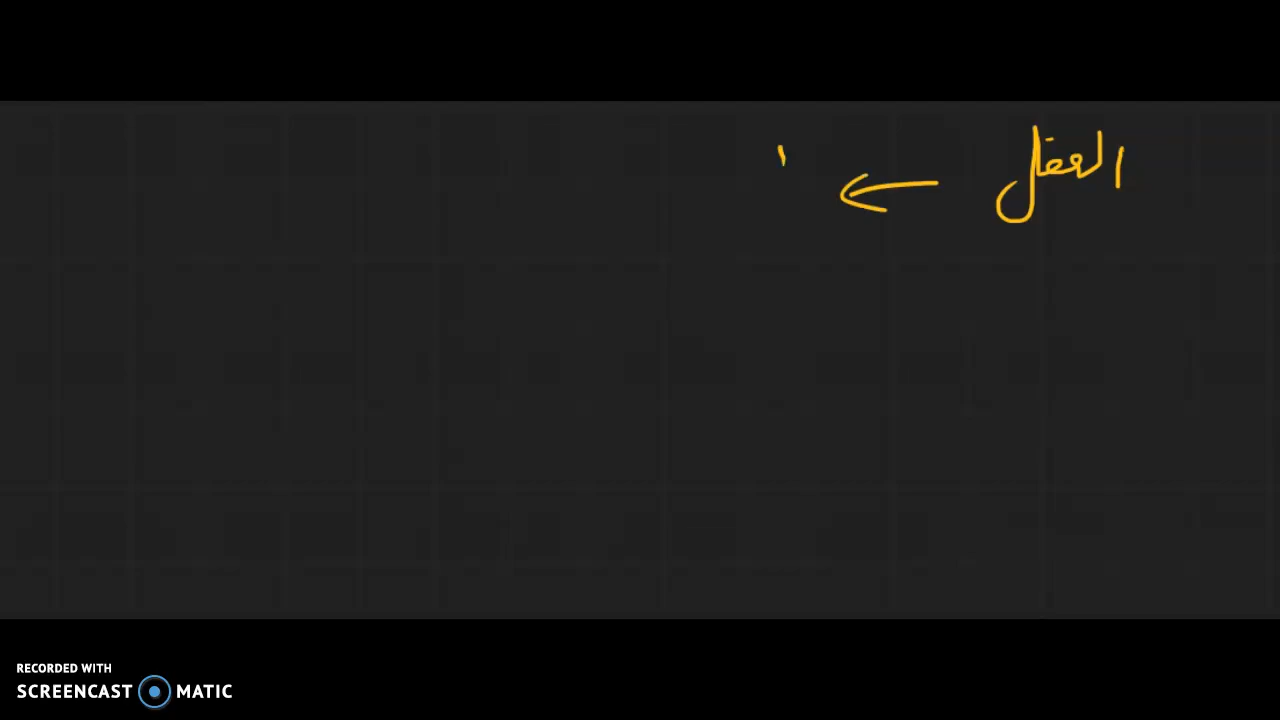 العقل ←
RECORDED WITH
SCREENCAST MATIC